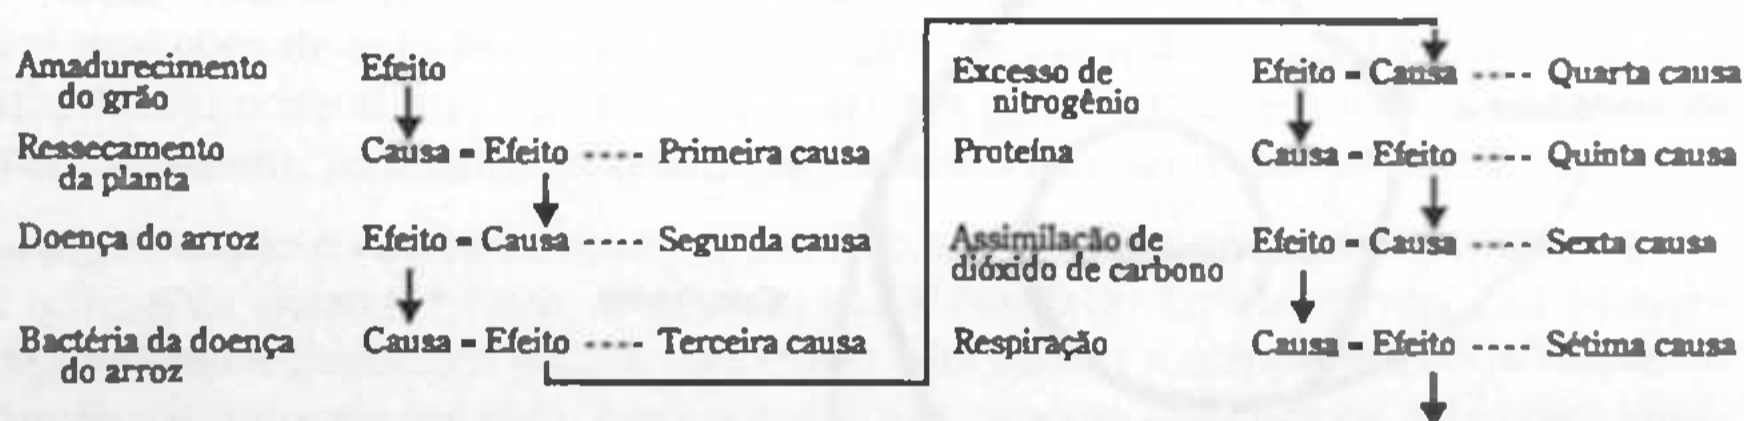 Amadurecimento
do grão
Efeito
Ressecamento
da planta
Causa = Efeito ---- Primeira causa
Doença do arroz
Efeito = Causa ---- Segunda causa
Bactéria da doença
do arroz
Causa = Efeito ---- Terceira causa
Excesso de
nitrogênio
Efeito = Causa ---- Quarta causa
Proteína
Causa = Efeito ---- Quinta causa
Assimilação de
dióxido de carbono
Efeito = Causa ---- Sexta causa
Respiração
Causa = Efeito ---- Sétima causa